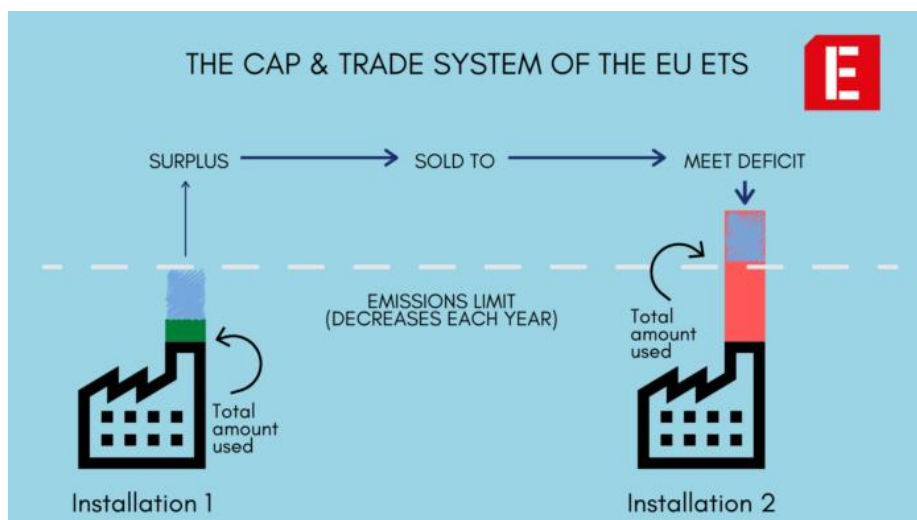 THE CAP & TRADE SYSTEM OF THE EU ETS
E
SURPLUS
SOLD TO
MEET DEFICIT
EMISSIONS LIMIT
(DECREASES EACH YEAR)
Total
amount
used
Total
amount
used
Installation 1
Installation 2